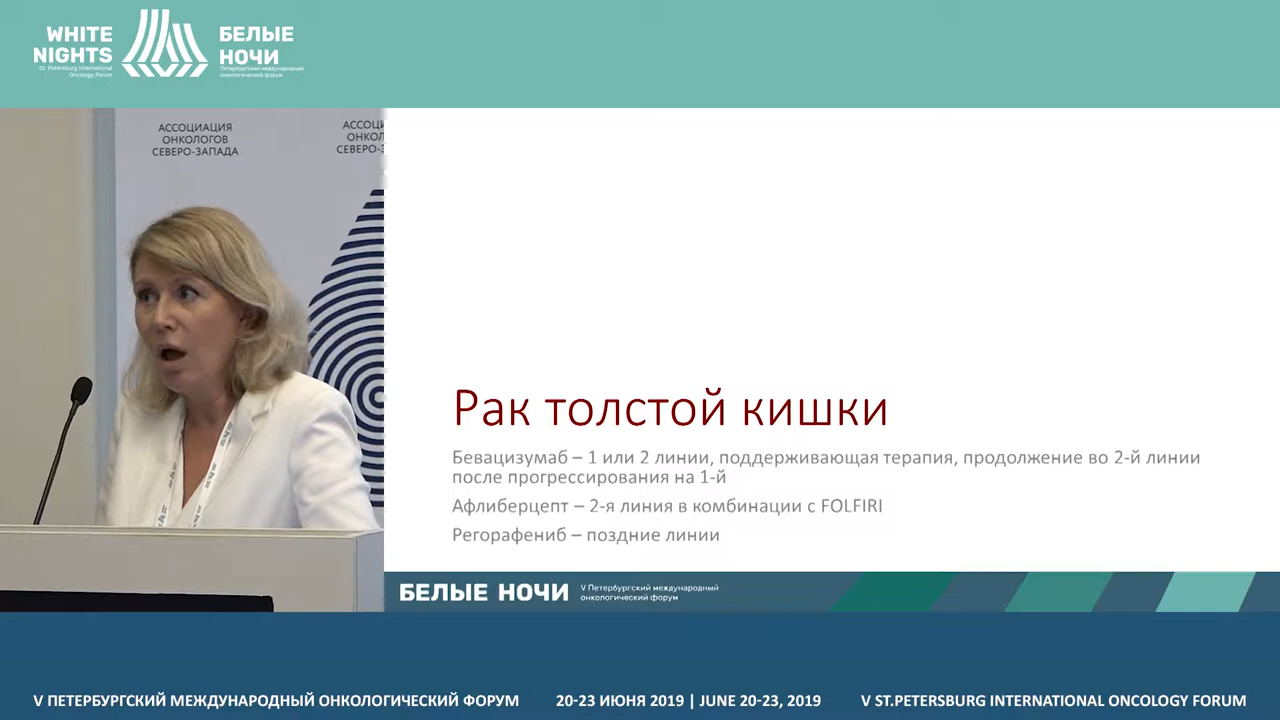 WHITE
NIGHTS
St. Petersburg International
Oncology Forum
БЕЛЫЕ
НОЧИ
Петербургский международный
онкологический форум
АССОЦИАЦИЯ
ОНКОЛОГОВ
СЕВЕРО-ЗАПАДА
Рак толстой кишки
Бевацизумаб – 1 или 2 линии, поддерживающая терапия, продолжение во 2-й линии
после прогрессирования на 1-й
Афлиберцепт – 2-я линия в комбинации с FOLFIRI
Регорафениб – поздние линии
БЕЛЫЕ НОЧИ
V Петербургский международный
онкологический форум
V ПЕТЕРБУРГСКИЙ МЕЖДУНАРОДНЫЙ ОНКОЛОГИЧЕСКИЙ ФОРУМ
20-23 ИЮНЯ 2019 | JUNE 20-23, 2019
V ST.PETERSBURG INTERNATIONAL ONCOLOGY FORUM